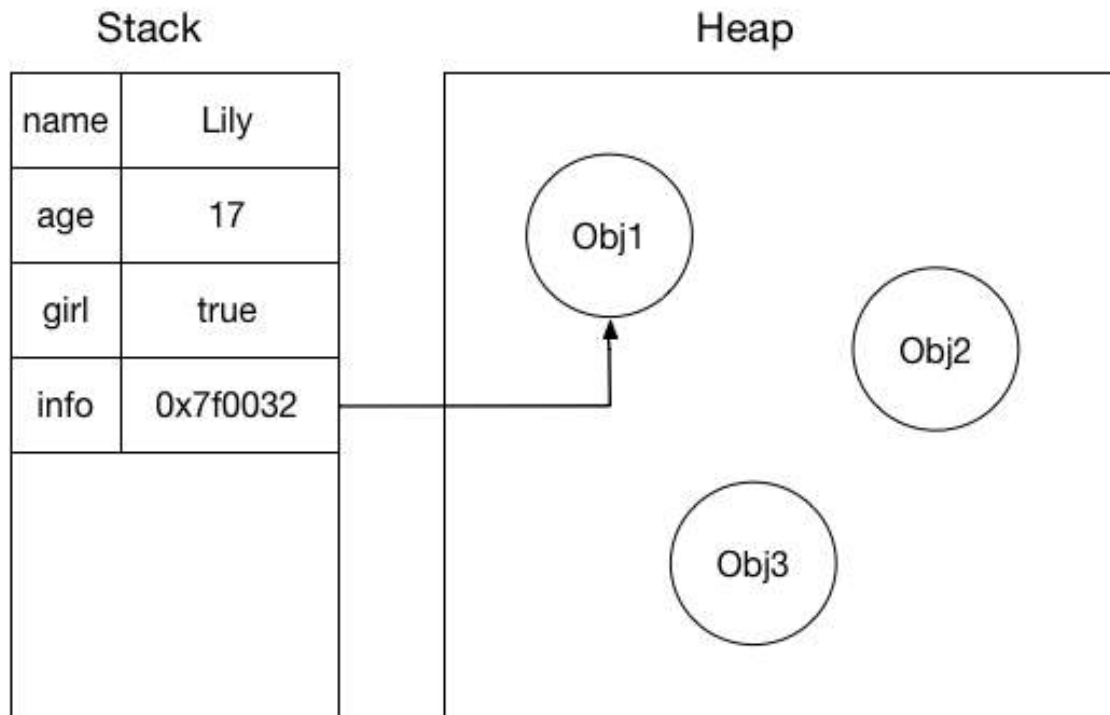 Stack
Heap
name Lily
age 17
girl true
info 0x7f0032
Obj1
Obj2
Obj3